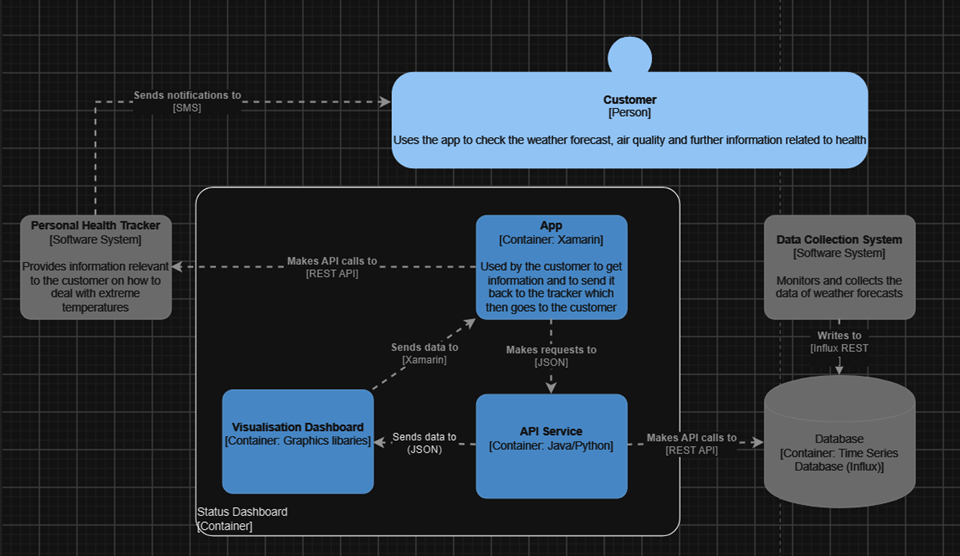 Customer
[Person]
Uses the app to check the weather forecast, air quality and further information related to health
Sends notifications to
[SMS]
Personal Health Tracker
[Software System]
Provides information relevant
to the customer on how to
deal with extreme
temperatures
Makes API calls to
[REST API]
App
[Container: Xamarin]
Used by the customer to get
information and to send it
back to the tracker which
then goes to the customer
Data Collection System
[Software System]
Monitors and collects the
data of weather forecasts
Sends data to
[Xamarin]
Makes requests to
[JSON]
Writes to
[Influx REST
]
Visualisation Dashboard
[Container: Graphics libaries]
Sends data to
(JSON)
API Service
[Container: Java/Python]
Makes API calls to
[REST API]
Database
[Container: Time Series
Database (Influx)]
Status Dashboard
[Container]